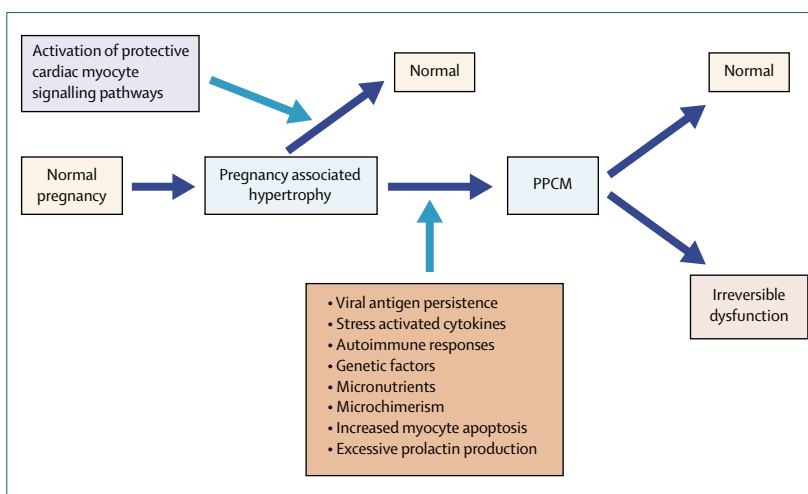 Activation of protective
cardiac myocyte
signalling pathways
Normal
Normal
Normal
pregnancy
Pregnancy associated
hypertrophy
PPCM
Irreversible
dysfunction
• Viral antigen persistence
• Stress activated cytokines
• Autoimmune responses
• Genetic factors
• Micronutrients
• Microchimerism
• Increased myocyte apoptosis
• Excessive prolactin production